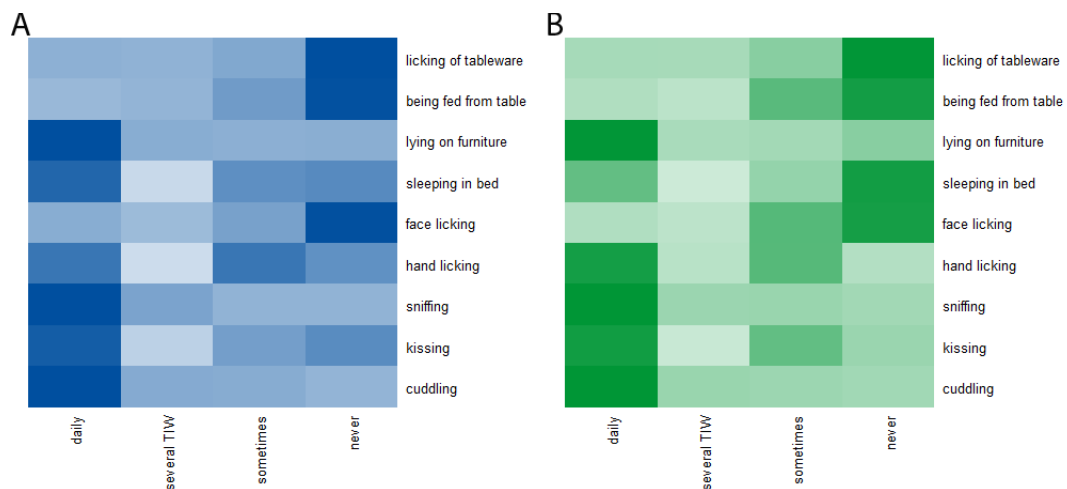 A
licking of tableware
being fed from table
lying on furniture
sleeping in bed
face licking
hand licking
sniffing
kissing
cuddling
daily
several TIW
sometimes
never
B
licking of tableware
being fed from table
lying on furniture
sleeping in bed
face licking
hand licking
sniffing
kissing
cuddling
daily
several TIW
sometimes
never